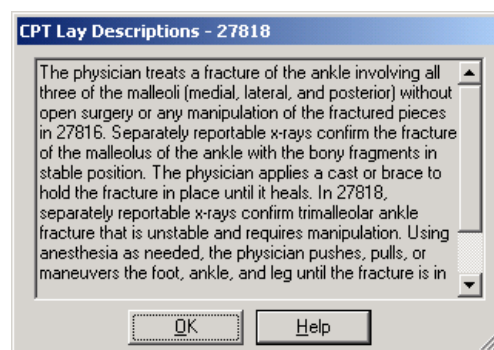 CPT Lay Descriptions - 27818
The physician treats a fracture of the ankle involving all
three of the malleoli (medial, lateral, and posterior) without
open surgery or any manipulation of the fractured pieces
in 27816. Separately reportable x-rays confirm the fracture
of the malleolus of the ankle with the bony fragments in
stable position. The physician applies a cast or brace to
hold the fracture in place until it heals. In 27818,
separately reportable x-rays confirm trimalleolar ankle
fracture that is unstable and requires manipulation. Using
anesthesia as needed, the physician pushes, pulls, or
maneuvers the foot, ankle, and leg until the fracture is in
OK Help